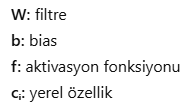 W: filtre
b: bias
f: aktivasyon fonksiyonu
cᵢ: yerel özellik